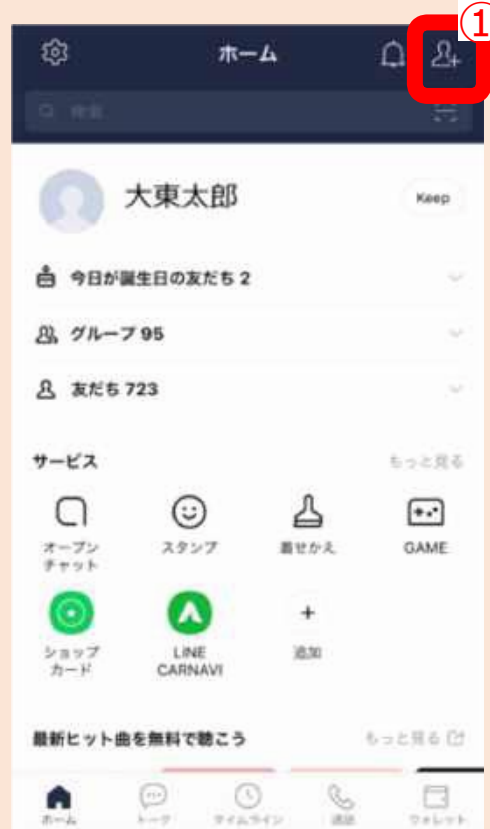 ①
ホーム
検索
大東太郎
Keep
今日が誕生日の友だち 2
グループ 95
友だち 723
サービス
もっと見る
オープン
チャット
スタンプ
着せかえ
GAME
ショップ
カード
LINE
CARNAVI
追加
最新ヒット曲を無料で聴こう
もっと見る
ホーム
トーク
タイムライン
通話
ウォレット